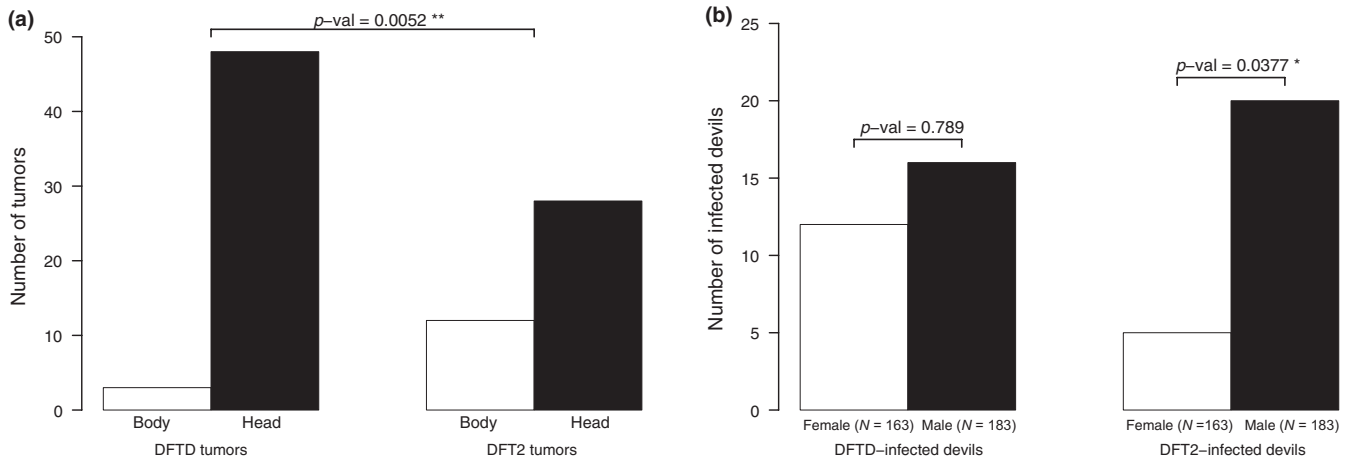 (a)
p–val = 0.0052 **
50
40
30
20
10
0
Number of tumors
Body
Head
Body
Head
DFTD tumors
DFT2 tumors
(b)
25
20
15
10
5
0
Number of infected devils
p–val = 0.789
p–val = 0.0377 *
Female (N = 163) Male (N = 183)
Female (N =163) Male (N = 183)
DFTD–infected devils
DFT2–infected devils